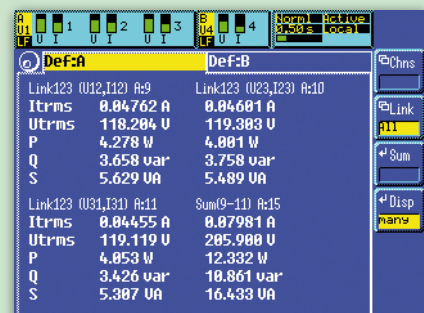 A U1 LF U I 1 U I 2 U I 3 B U4 LF U I 4 Norml Active
0.50s Local
Def:A Def:B
Chns
Link123 (U12,I12) A:9 Link123 (U23,I23) A:10
Itrms 0.04762 A 0.04601 A
Utrms 118.204 V 119.303 V
P 4.278 W 4.001 W
Q 3.658 var 3.758 var
S 5.629 VA 5.489 VA
Link
All
Sum
Link123 (U31,I31) A:11 Sum(9-11) A:15
Itrms 0.04455 A 0.07981 A
Utrms 119.119 V 205.900 V
P 4.053 W 12.332 W
Q 3.426 var 10.861 var
S 5.307 VA 16.433 VA
Disp
many